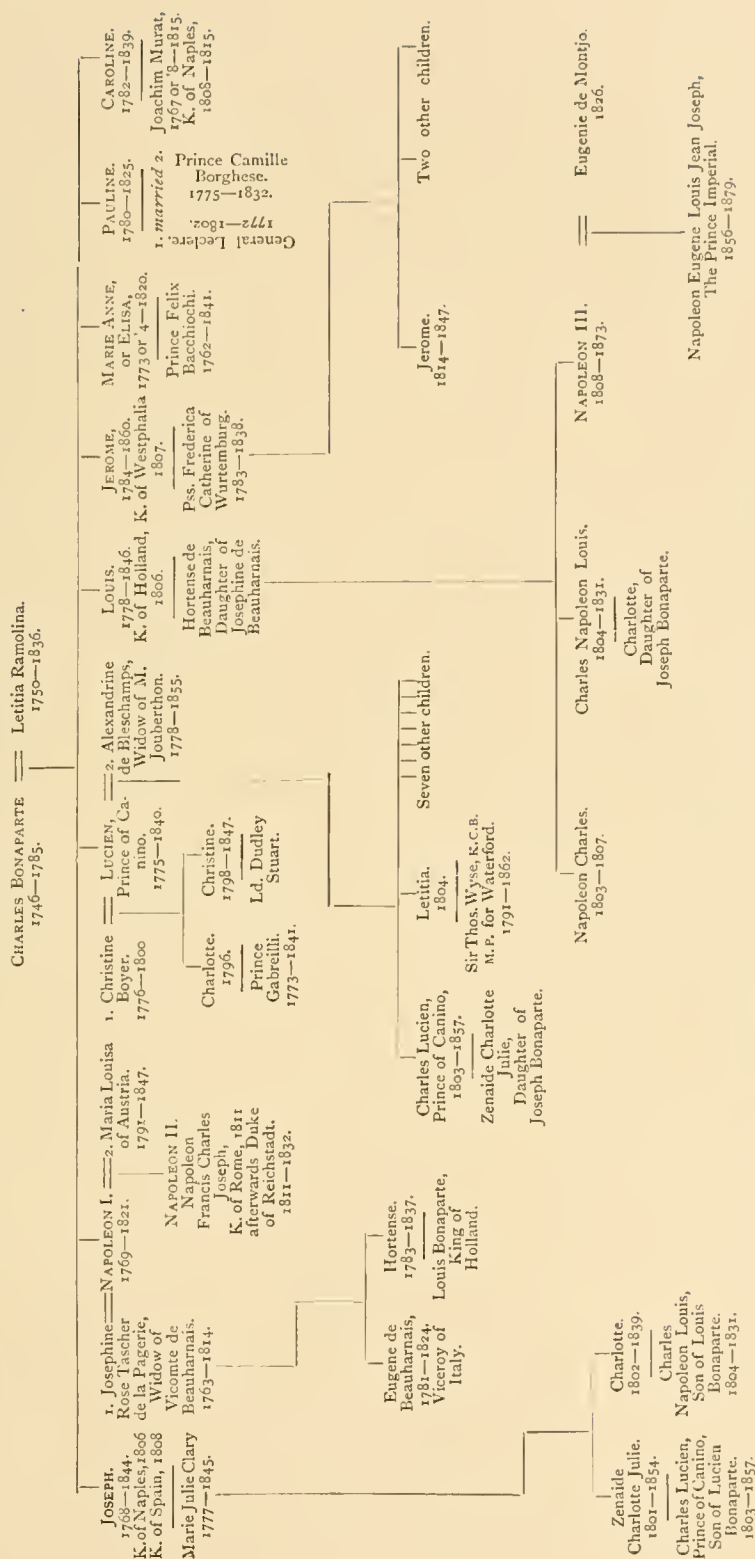 CHARLES BONAPARTE == Letitia Ramolina.
1746—1785. 1750—1836.
JOSEPH.
1768—1844.
K. of Naples, 1806
K. of Spain, 1808
Marie Julie Clary
1777—1845.
1. Josephine
Rose Tascher
de la Pagerie,
Widow of
Vicomte de
Beauharnais.
1763—1814.
NAPOLEON I.
1769—1821.
2. Maria Louisa
of Austria.
1791—1847.
NAPOLEON II.
Napoleon
Francis Charles
Joseph,
K. of Rome, 1811
afterwards Duke
of Reichstadt.
1811—1832.
1. Christine
Boyer.
1776—1800
LUCIEN,
Prince of Ca-
nino.
1775—1840.
2. Alexandrine
de Bleschamps,
Widow of M.
Jouberthon.
1778—1855.
LOUIS.
1778—1846.
K. of Holland,
1806.
Hortense de
Beauharnais,
Daughter of
Josephine de
Beauharnais.
JEROME,
1784—1860.
K. of Westphalia
1807.
Pss. Frederica
Catherine of
Wurtemburg.
1783—1838.
MARIE ANNE,
or ELISA,
1773 or '4—1820.
Prince Felix
Bacchiochi.
1762—1841.
PAULINE.
1780—1825.
1. married 2.
General Leclerc.
1772—1802.
Prince Camille
Borghese.
1775—1832.
CAROLINE.
1782—1839.
Joachim Murat,
1767 or '8—1815.
K. of Naples,
1808—1815.
Charlotte.
1796.
Prince
Gabreilli.
1773—1841.
Christine.
1798—1847.
Ld. Dudley
Stuart.
Eugene de
Beauharnais,
1781—1824.
Viceroy of
Italy.
Hortense.
1783—1837.
Louis Bonaparte,
King of
Holland.
Charles Lucien,
Prince of Canino,
1803—1857.
Zenaide Charlotte
Julie,
Daughter of
Joseph Bonaparte.
Letitia.
1804.
Sir Thos. Wyse, K.C.B.
M.P. for Waterford.
1791—1862.
Seven other children.
Jerome.
1814—1847.
Two other children.
Zenaide
Charlotte Julie.
1801—1854.
Charles Lucien,
Prince of Canino,
Son of Lucien
Bonaparte.
1803—1857.
Charlotte.
1802—1839.
Charles
Napoleon Louis,
Son of Louis
Bonaparte.
1804—1831.
Napoleon Charles.
1803—1807.
Charles Napoleon Louis.
1804—1831.
Charlotte,
Daughter of
Joseph Bonaparte.
NAPOLEON III.
1808—1873.
Eugenie de Montjo.
1826.
Napoleon Eugene Louis Jean Joseph,
The Prince Imperial.
1856—1879.